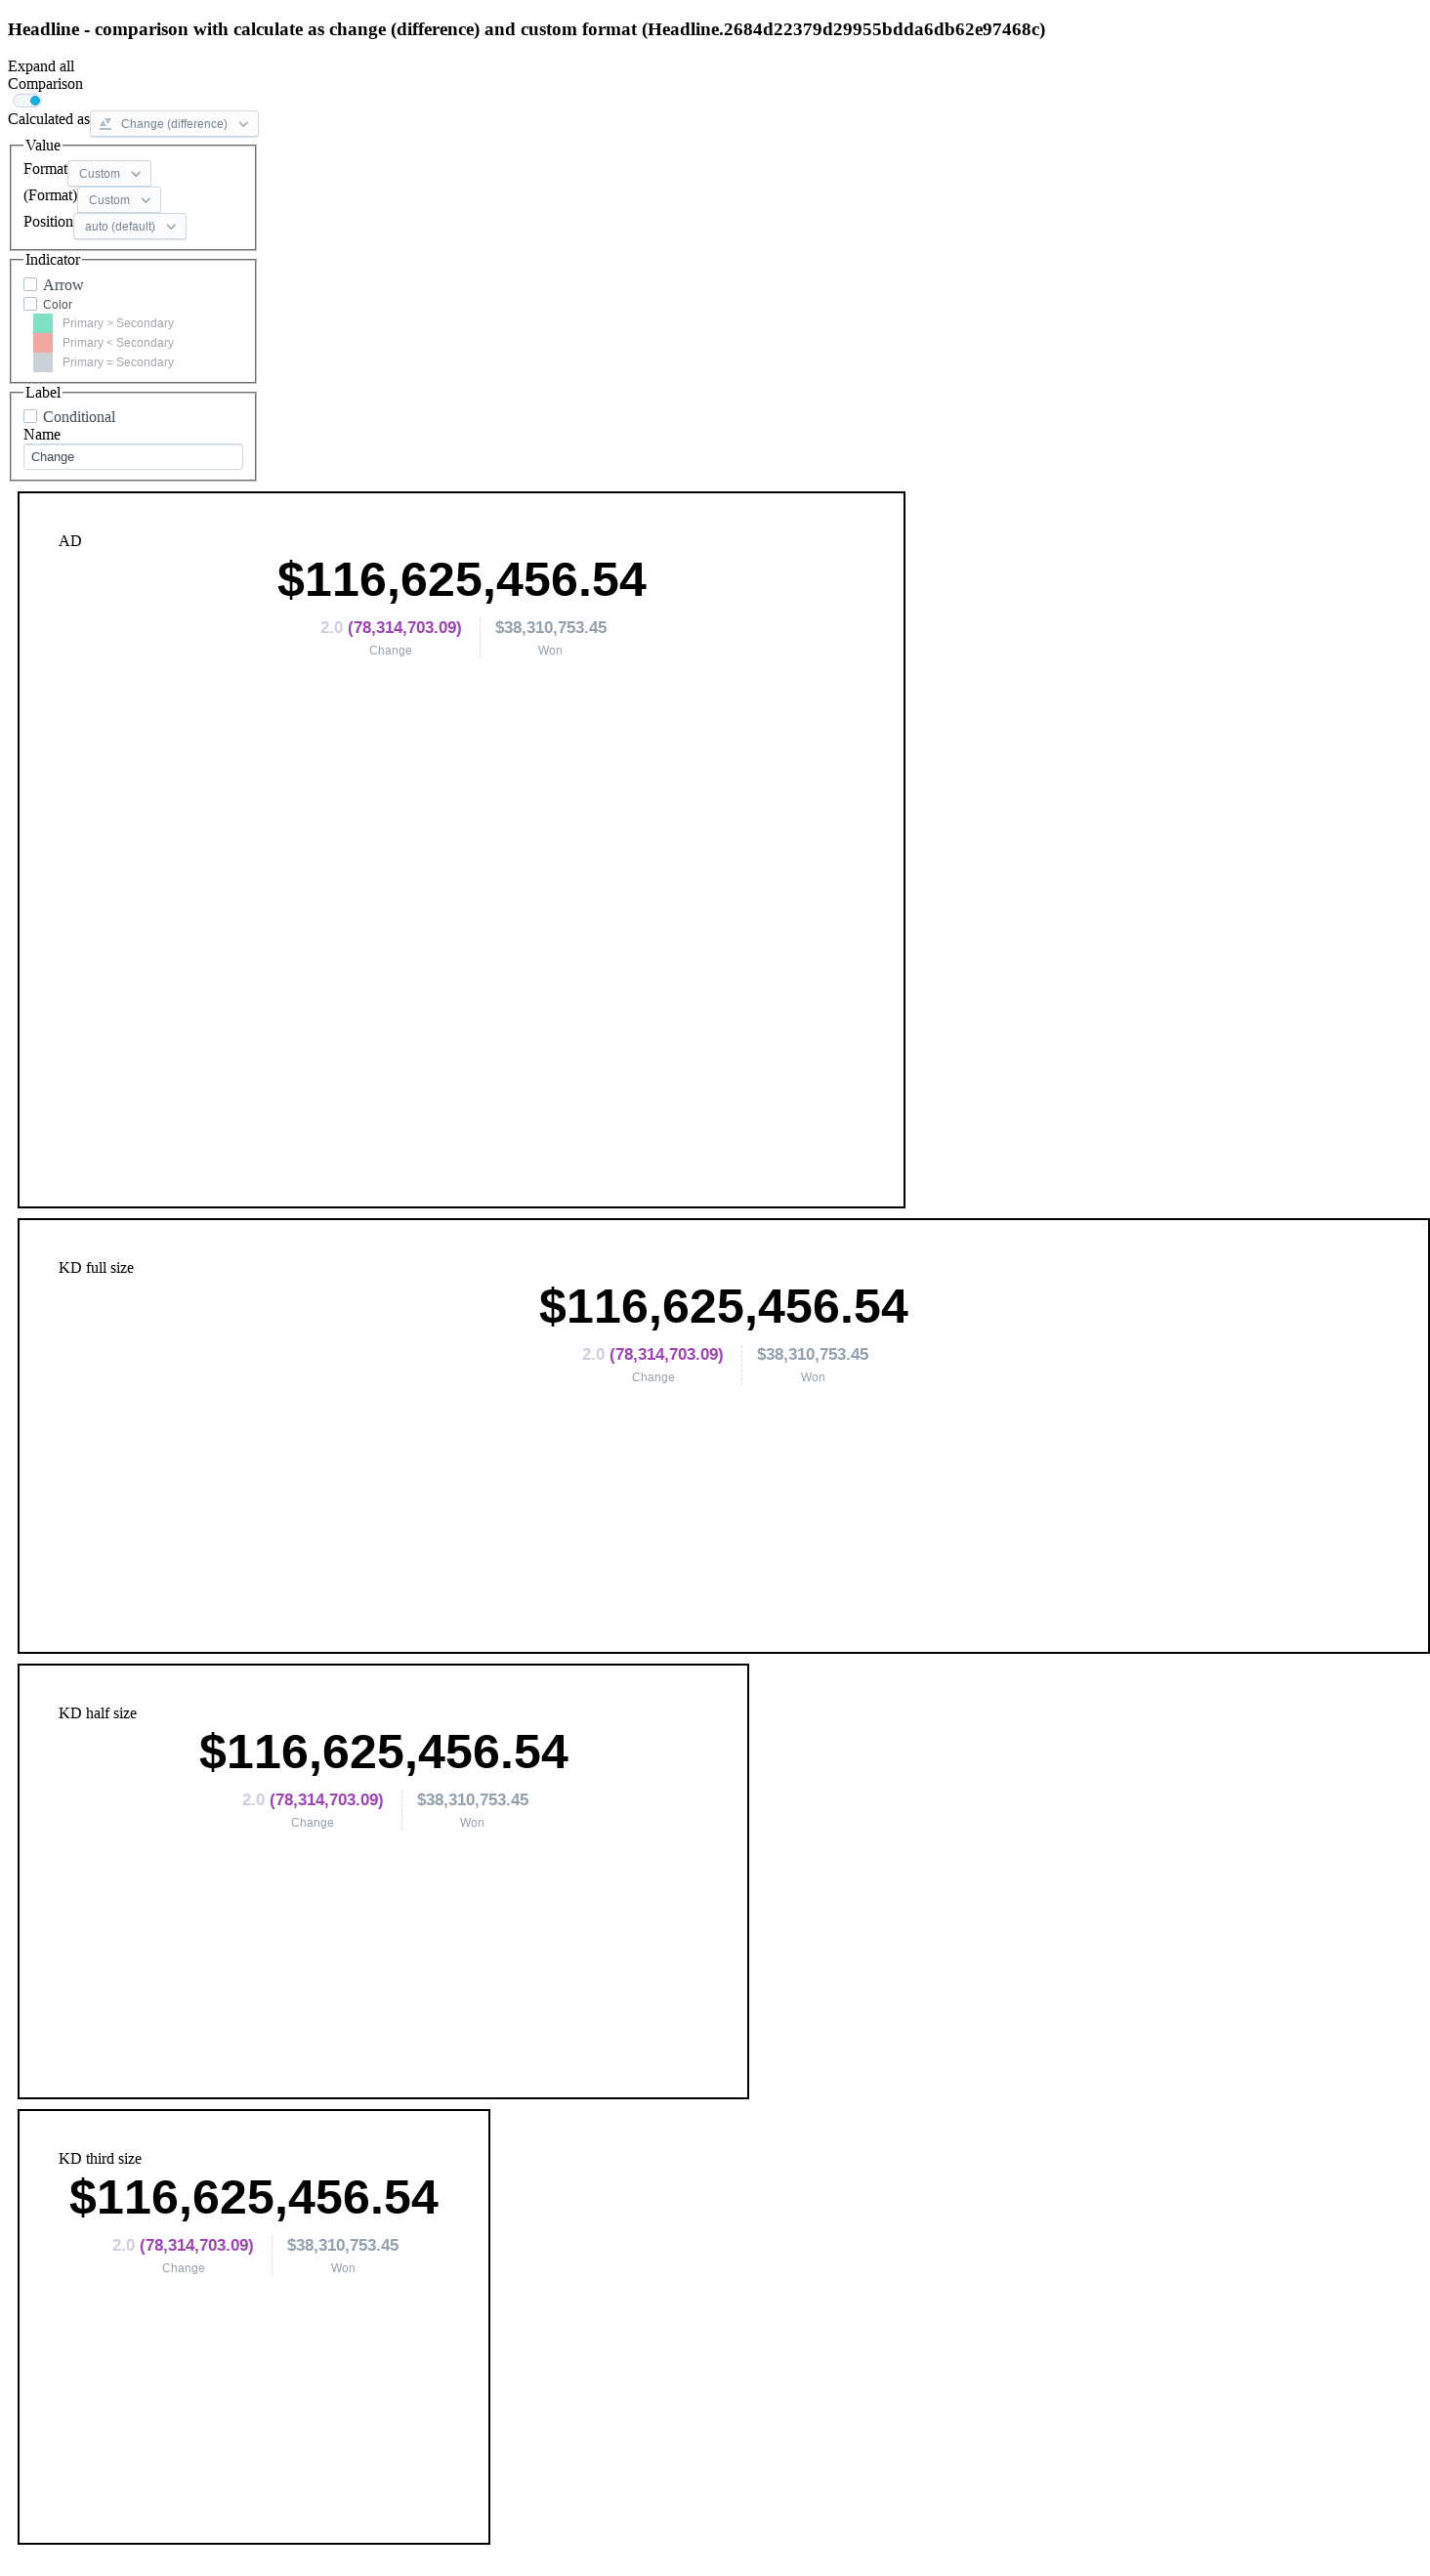 Headline - comparison with calculate as change (difference) and custom format (Headline.2684d22379d29955bdda6db62e97468c)
Expand all
Comparison
Calculated as Change (difference)
Value
Format Custom
(Format) Custom
Position auto (default)
Indicator
Arrow
Color
Primary > Secondary
Primary < Secondary
Primary = Secondary
Label
Conditional
Name
Change
AD
$116,625,456.54
2.0 (78,314,703.09) $38,310,753.45
Change Won
KD full size
$116,625,456.54
2.0 (78,314,703.09) $38,310,753.45
Change Won
KD half size
$116,625,456.54
2.0 (78,314,703.09) $38,310,753.45
Change Won
KD third size
$116,625,456.54
2.0 (78,314,703.09) $38,310,753.45
Change Won